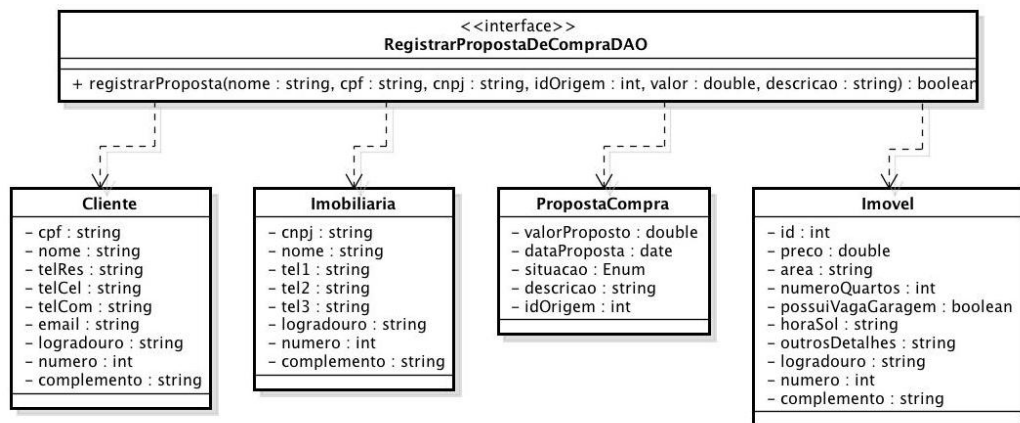 <<interface>>
RegistrarPropostaDeCompraDAO
+ registrarProposta(nome : string, cpf : string, cnpj : string, idOrigem : int, valor : double, descricao : string) : boolean
Cliente
- cpf : string
- nome : string
- telRes : string
- telCel : string
- telCom : string
- email : string
- logradouro : string
- numero : int
- complemento : string
Imobiliaria
- cnpj : string
- nome : string
- tel1 : string
- tel2 : string
- tel3 : string
- logradouro : string
- numero : int
- complemento : string
PropostaCompra
- valorProposto : double
- dataProposta : date
- situacao : Enum
- descricao : string
- idOrigem : int
Imovel
- id : int
- preco : double
- area : string
- numeroQuartos : int
- possuiVagaGaragem : boolean
- horaSol : string
- outrosDetalhes : string
- logradouro : string
- numero : int
- complemento : string